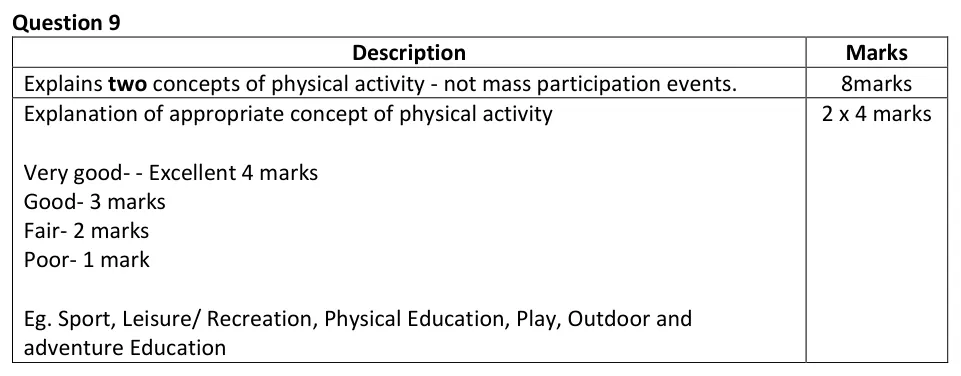 Question 9
Description Marks
Explains two concepts of physical activity - not mass participation events. 8marks
Explanation of appropriate concept of physical activity 2 x 4 marks
Very good- - Excellent 4 marks
Good- 3 marks
Fair- 2 marks
Poor- 1 mark
Eg. Sport, Leisure/ Recreation, Physical Education, Play, Outdoor and
adventure Education